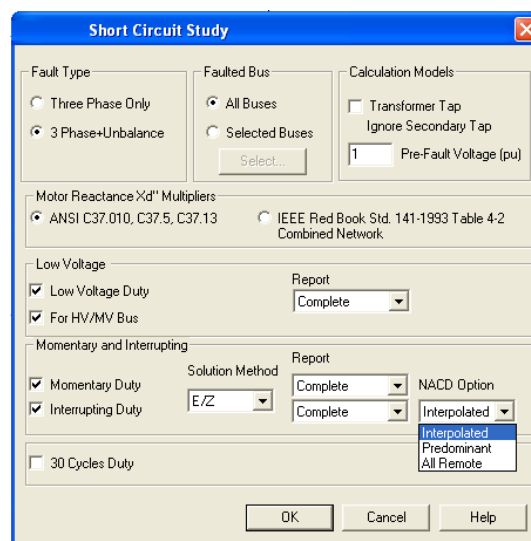 Short Circuit Study
Fault Type
Three Phase Only
3 Phase+Unbalance
Faulted Bus
All Buses
Selected Buses
Select...
Calculation Models
Transformer Tap
Ignore Secondary Tap
1 Pre-Fault Voltage (pu)
Motor Reactance Xd'' Multipliers
ANSI C37.010, C37.5, C37.13
IEEE Red Book Std. 141-1993 Table 4-2
Combined Network
Low Voltage
Low Voltage Duty
For HV/MV Bus
Report
Complete
Momentary and Interrupting
Momentary Duty
Interrupting Duty
Solution Method
E/Z
Report
Complete
Complete
NACD Option
Interpolated
Interpolated
Predominant
All Remote
30 Cycles Duty
OK
Cancel
Help